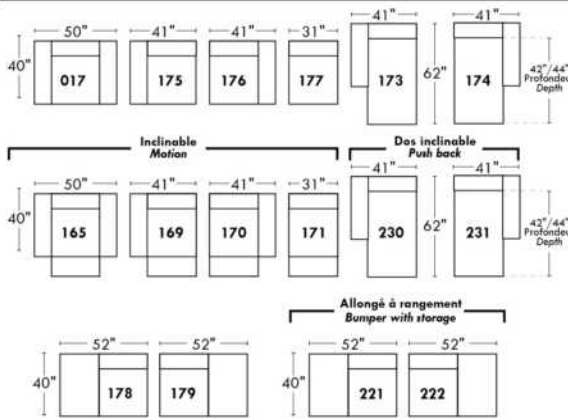 50" 41" 41" 31" 41" 41"
40" 017 175 176 177 173 62" 174 42"/44"
Depth
Inclinable Dos inclinable
Motion Push back
50" 41" 41" 31" 41" 41"
40" 165 169 170 171 230 62" 231 42"/44"
Depth
Allongé à rangement
Bumper with storage
52" 52" 52" 52"
40" 178 179 40" 221 222